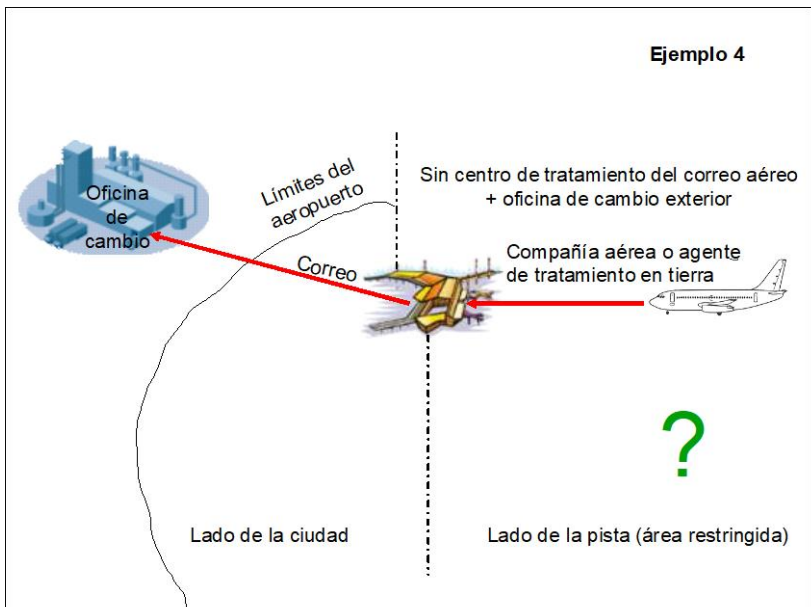 Ejemplo 4
Sin centro de tratamiento del correo aéreo
+ oficina de cambio exterior
Límites del
aeropuerto
Oficina
de
cambio
Correo
Compañía aérea o agente
de tratamiento en tierra
?
Lado de la ciudad
Lado de la pista (área restringida)